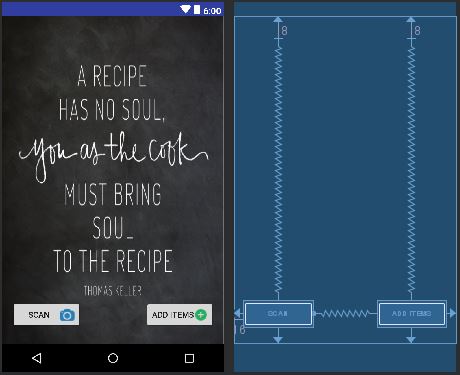 6:00
8
8
A RECIPE
HAS NO SOUL,
you as the cook
MUST BRING
SOUL
TO THE RECIPE
THOMAS KELLER
SCAN
ADD ITEMS
SCAN
ADD ITEMS
16